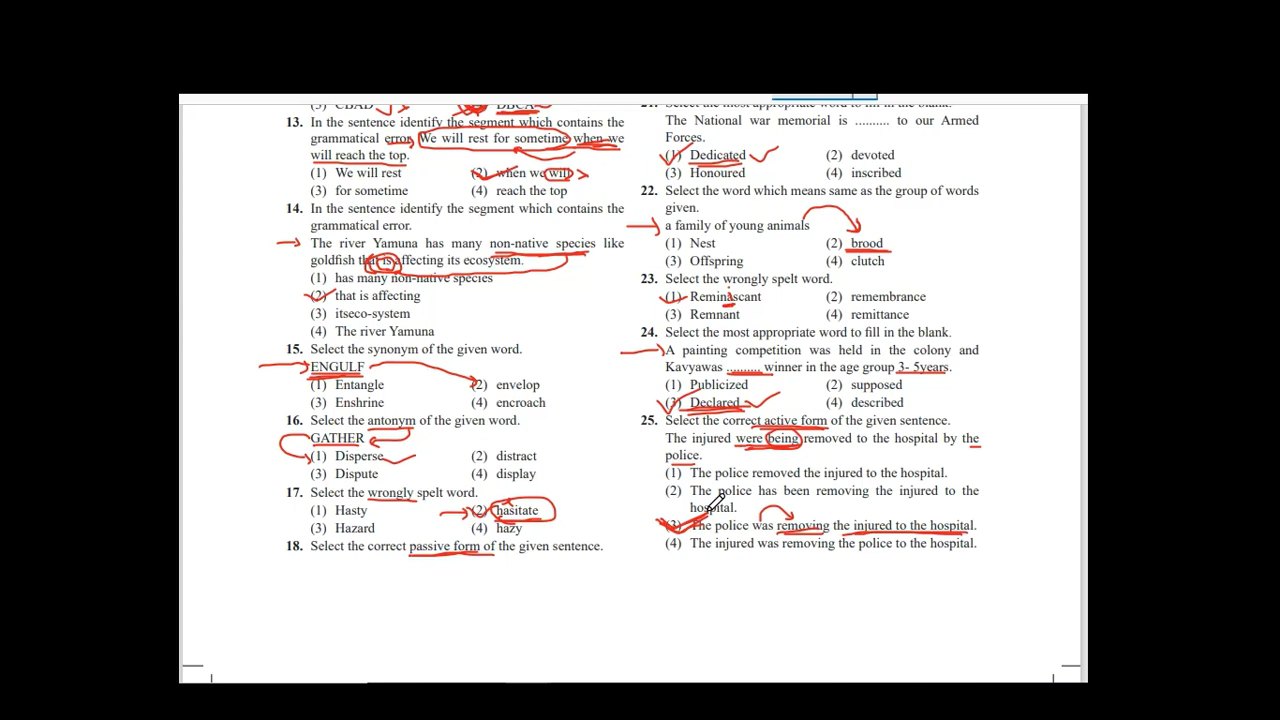 (3) CBAD
DBCA
13. In the sentence identify the segment which contains the
grammatical error. We will rest for sometime when we
will reach the top.
(1) We will rest (2) when we will
(3) for sometime (4) reach the top
14. In the sentence identify the segment which contains the
grammatical error.
The river Yamuna has many non-native species like
goldfish that is affecting its ecosystem.
(1) has many non-native species
(2) that is affecting
(3) itseco-system
(4) The river Yamuna
15. Select the synonym of the given word.
ENGULF
(1) Entangle (2) envelop
(3) Enshrine (4) encroach
16. Select the antonym of the given word.
GATHER
(1) Disperse (2) distract
(3) Dispute (4) display
17. Select the wrongly spelt word.
(1) Hasty (2) hasitate
(3) Hazard (4) hazy
18. Select the correct passive form of the given sentence.
21. Select the most appropriate word to fill in the blank.
The National war memorial is .......... to our Armed
Forces.
(1) Dedicated (2) devoted
(3) Honoured (4) inscribed
22. Select the word which means same as the group of words
given.
a family of young animals
(1) Nest (2) brood
(3) Offspring (4) clutch
23. Select the wrongly spelt word.
(1) Reminascant (2) remembrance
(3) Remnant (4) remittance
24. Select the most appropriate word to fill in the blank.
A painting competition was held in the colony and
Kavyawas .......... winner in the age group 3- 5years.
(1) Publicized (2) supposed
(3) Declared (4) described
25. Select the correct active form of the given sentence.
The injured were being removed to the hospital by the
police.
(1) The police removed the injured to the hospital.
(2) The police has been removing the injured to the
hospital.
(3) The police was removing the injured to the hospital.
(4) The injured was removing the police to the hospital.